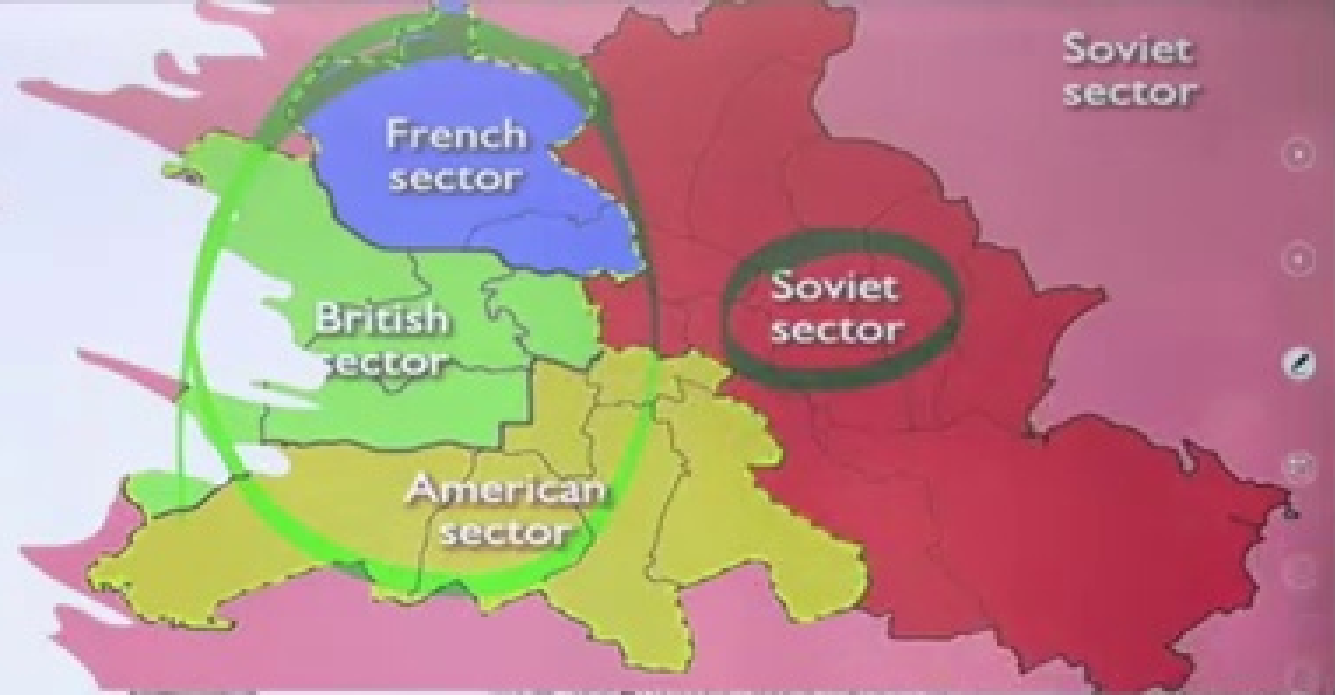 Soviet
sector
French
sector
Soviet
sector
British
sector
American
sector